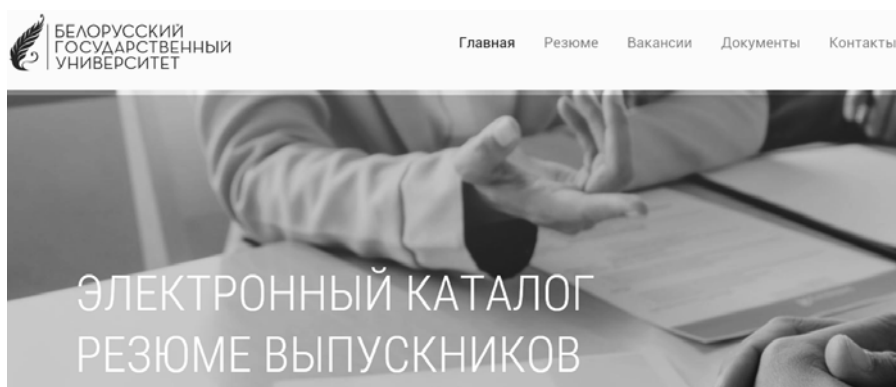 БЕЛОРУССКИЙ
ГОСУДАРСТВЕННЫЙ
УНИВЕРСИТЕТ
Главная Резюме Вакансии Документы Контакты
ЭЛЕКТРОННЫЙ КАТАЛОГ
РЕЗЮМЕ ВЫПУСКНИКОВ